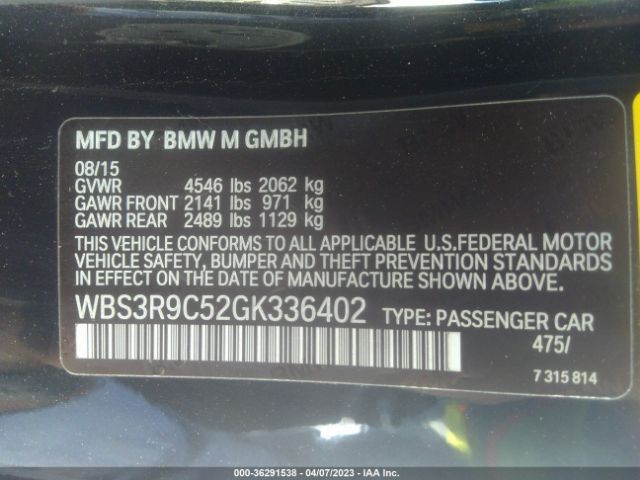 MFD BY BMW M GMBH
08/15
GVWR 4546 lbs 2062 kg
GAWR FRONT 2141 lbs 971 kg
GAWR REAR 2489 lbs 1129 kg
THIS VEHICLE CONFORMS TO ALL APPLICABLE U.S.FEDERAL MOTOR
VEHICLE SAFETY, BUMPER AND THEFT PREVENTION STANDARDS
IN EFFECT ON THE DATE OF MANUFACTURE SHOWN ABOVE.
WBS3R9C52GK336402 TYPE: PASSENGER CAR
475/
7 315 814
000-36291538 - 04/07/2023 - IAA Inc.